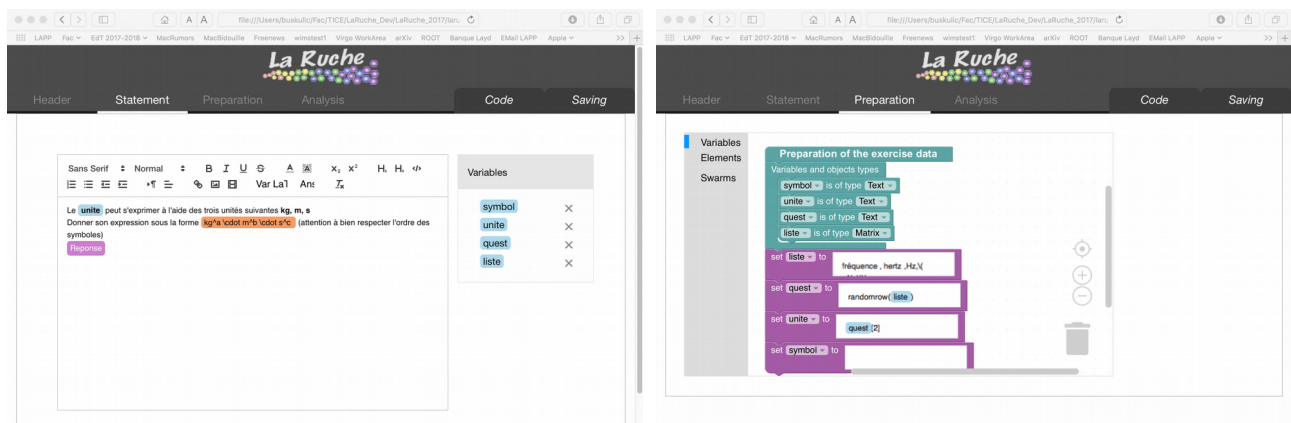 file:///Users/buskulic/Fac/TICE/LaRuche_Dev/LaRuche_2017/laru
LAPP Fac EdT 2017-2018 MacRumors MacBidouille Freenews wimstest1 Virgo WorkArea arXiv ROOT Banque Layd EMail LAPP Apple >> +
La Ruche
Header Statement Preparation Analysis Code Saving
Sans Serif Normal B I U S A A X₂ X² H₁ H₂ </>
Var LaT Ans Tx
Le unite peut s'exprimer à l'aide des trois unités suivantes kg, m, s
Donner son expression sous la forme kg^a \cdot m^b \cdot s^c (attention à bien respecter l'ordre des
symboles)
Reponse
Variables
symbol
unite
quest
liste
file:///Users/buskulic/Fac/TICE/LaRuche_Dev/LaRuche_2017/laru
LAPP Fac EdT 2017-2018 MacRumors MacBidouille Freenews wimstest1 Virgo WorkArea arXiv ROOT Banque Layd EMail LAPP Apple >> +
La Ruche
Header Statement Preparation Analysis Code Saving
Variables
Elements
Swarms
Preparation of the exercise data
Variables and objects types
symbol is of type Text
unite is of type Text
quest is of type Text
liste is of type Matrix
set liste to fréquence , hertz ,Hz,\(
set quest to randomrow( liste )
set unite to quest [2]
set symbol to